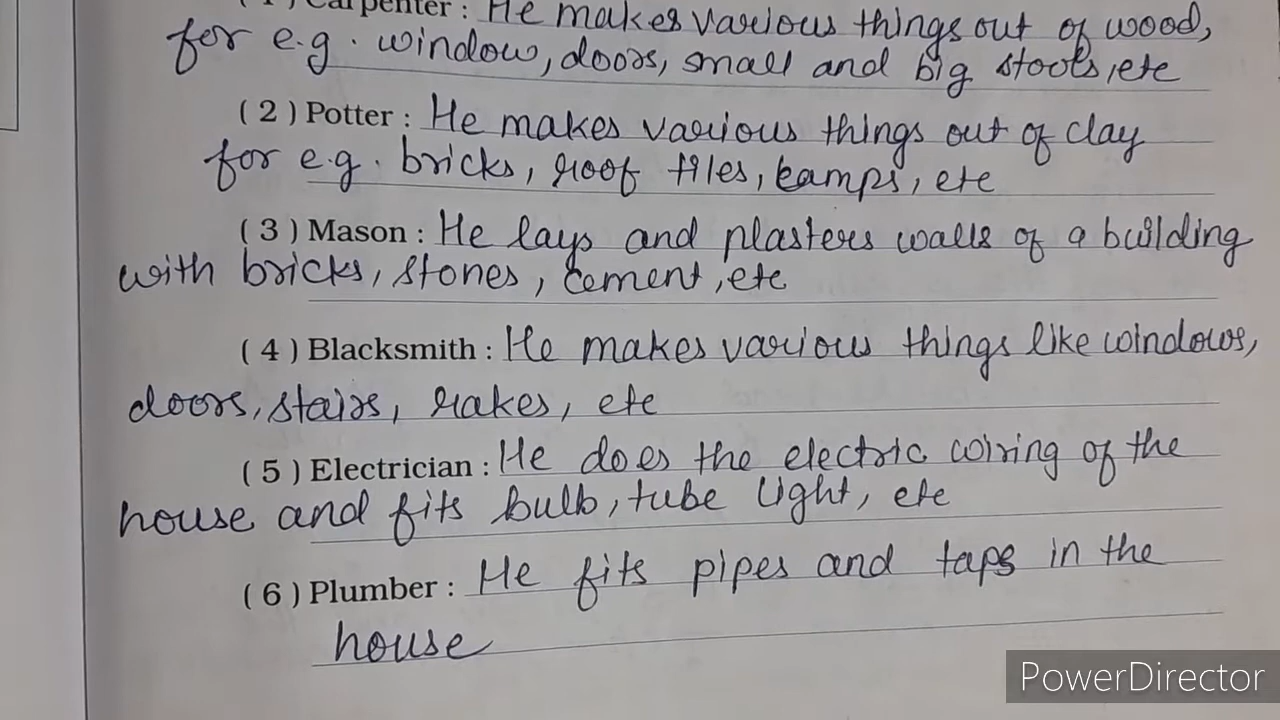 (1) Carpenter : He makes various things out of wood,
for e.g. window, doors, small and big stools, etc
(2) Potter : He makes various things out of clay
for e.g. bricks, roof tiles, lamps, etc
(3) Mason : He lays and plasters walls of a building
with bricks, stones, cement, etc
(4) Blacksmith : He makes various things like windows,
doors, stairs, rakes, etc
(5) Electrician : He does the electric wiring of the
house and fits bulb, tube light, etc
(6) Plumber : He fits pipes and taps in the
house
PowerDirector